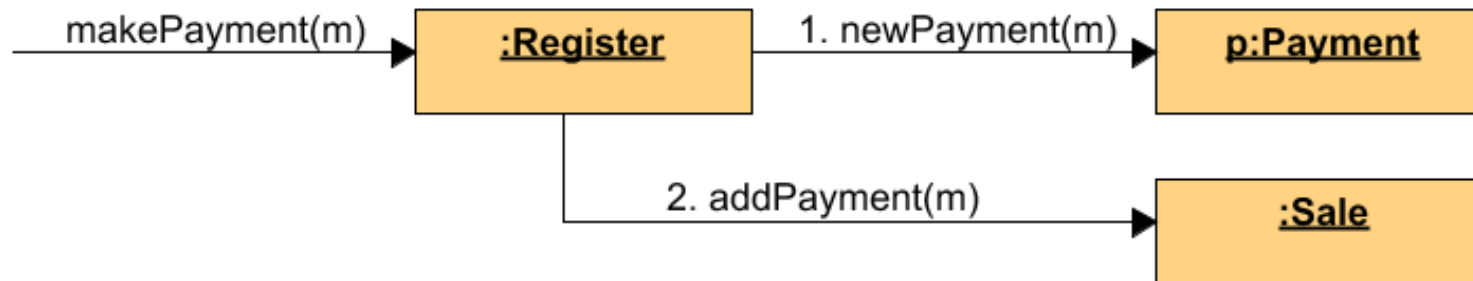 makePayment(m)
:Register
1. newPayment(m)
p:Payment
2. addPayment(m)
:Sale